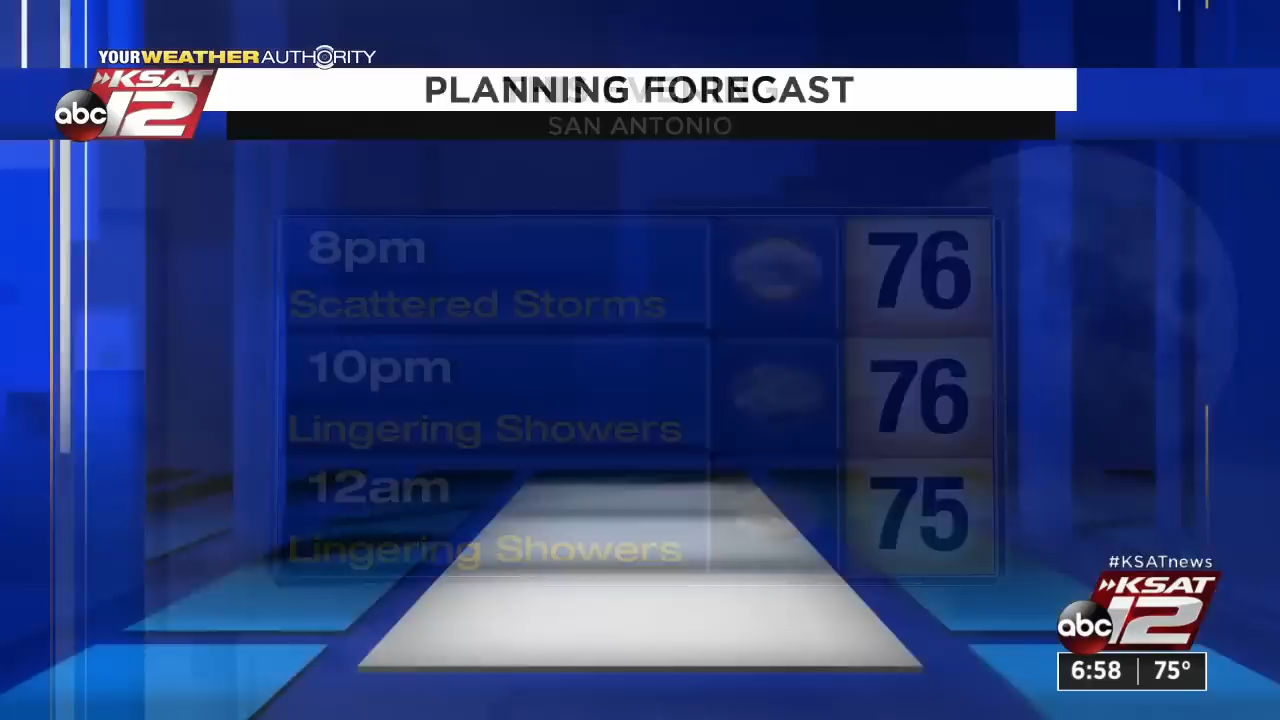 YOURWEATHERAUTHORITY
KSAT
abc 12
PLANNING FORECAST
SAN ANTONIO
8pm
76
Scattered Storms
10pm
76
Lingering Showers
12am
75
Lingering Showers
#KSATnews
KSAT
abc 12
6:58 75°